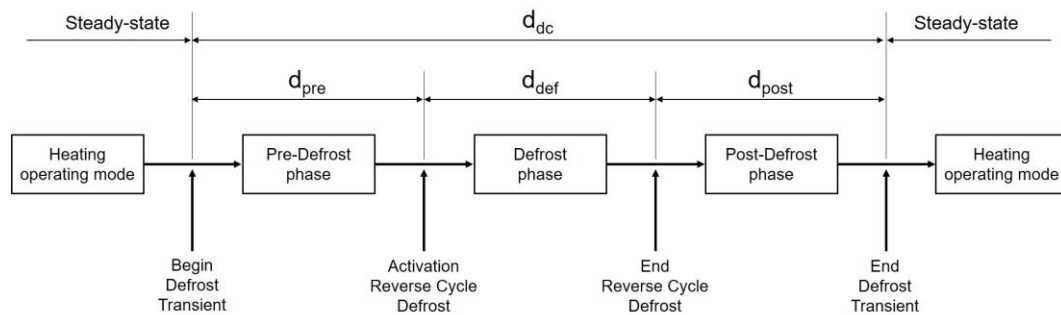 Steady-state
d_dc
Steady-state
d_pre
d_def
d_post
Heating
operating mode
Pre-Defrost
phase
Defrost
phase
Post-Defrost
phase
Heating
operating mode
Begin
Defrost
Transient
Activation
Reverse Cycle
Defrost
End
Reverse Cycle
Defrost
End
Defrost
Transient